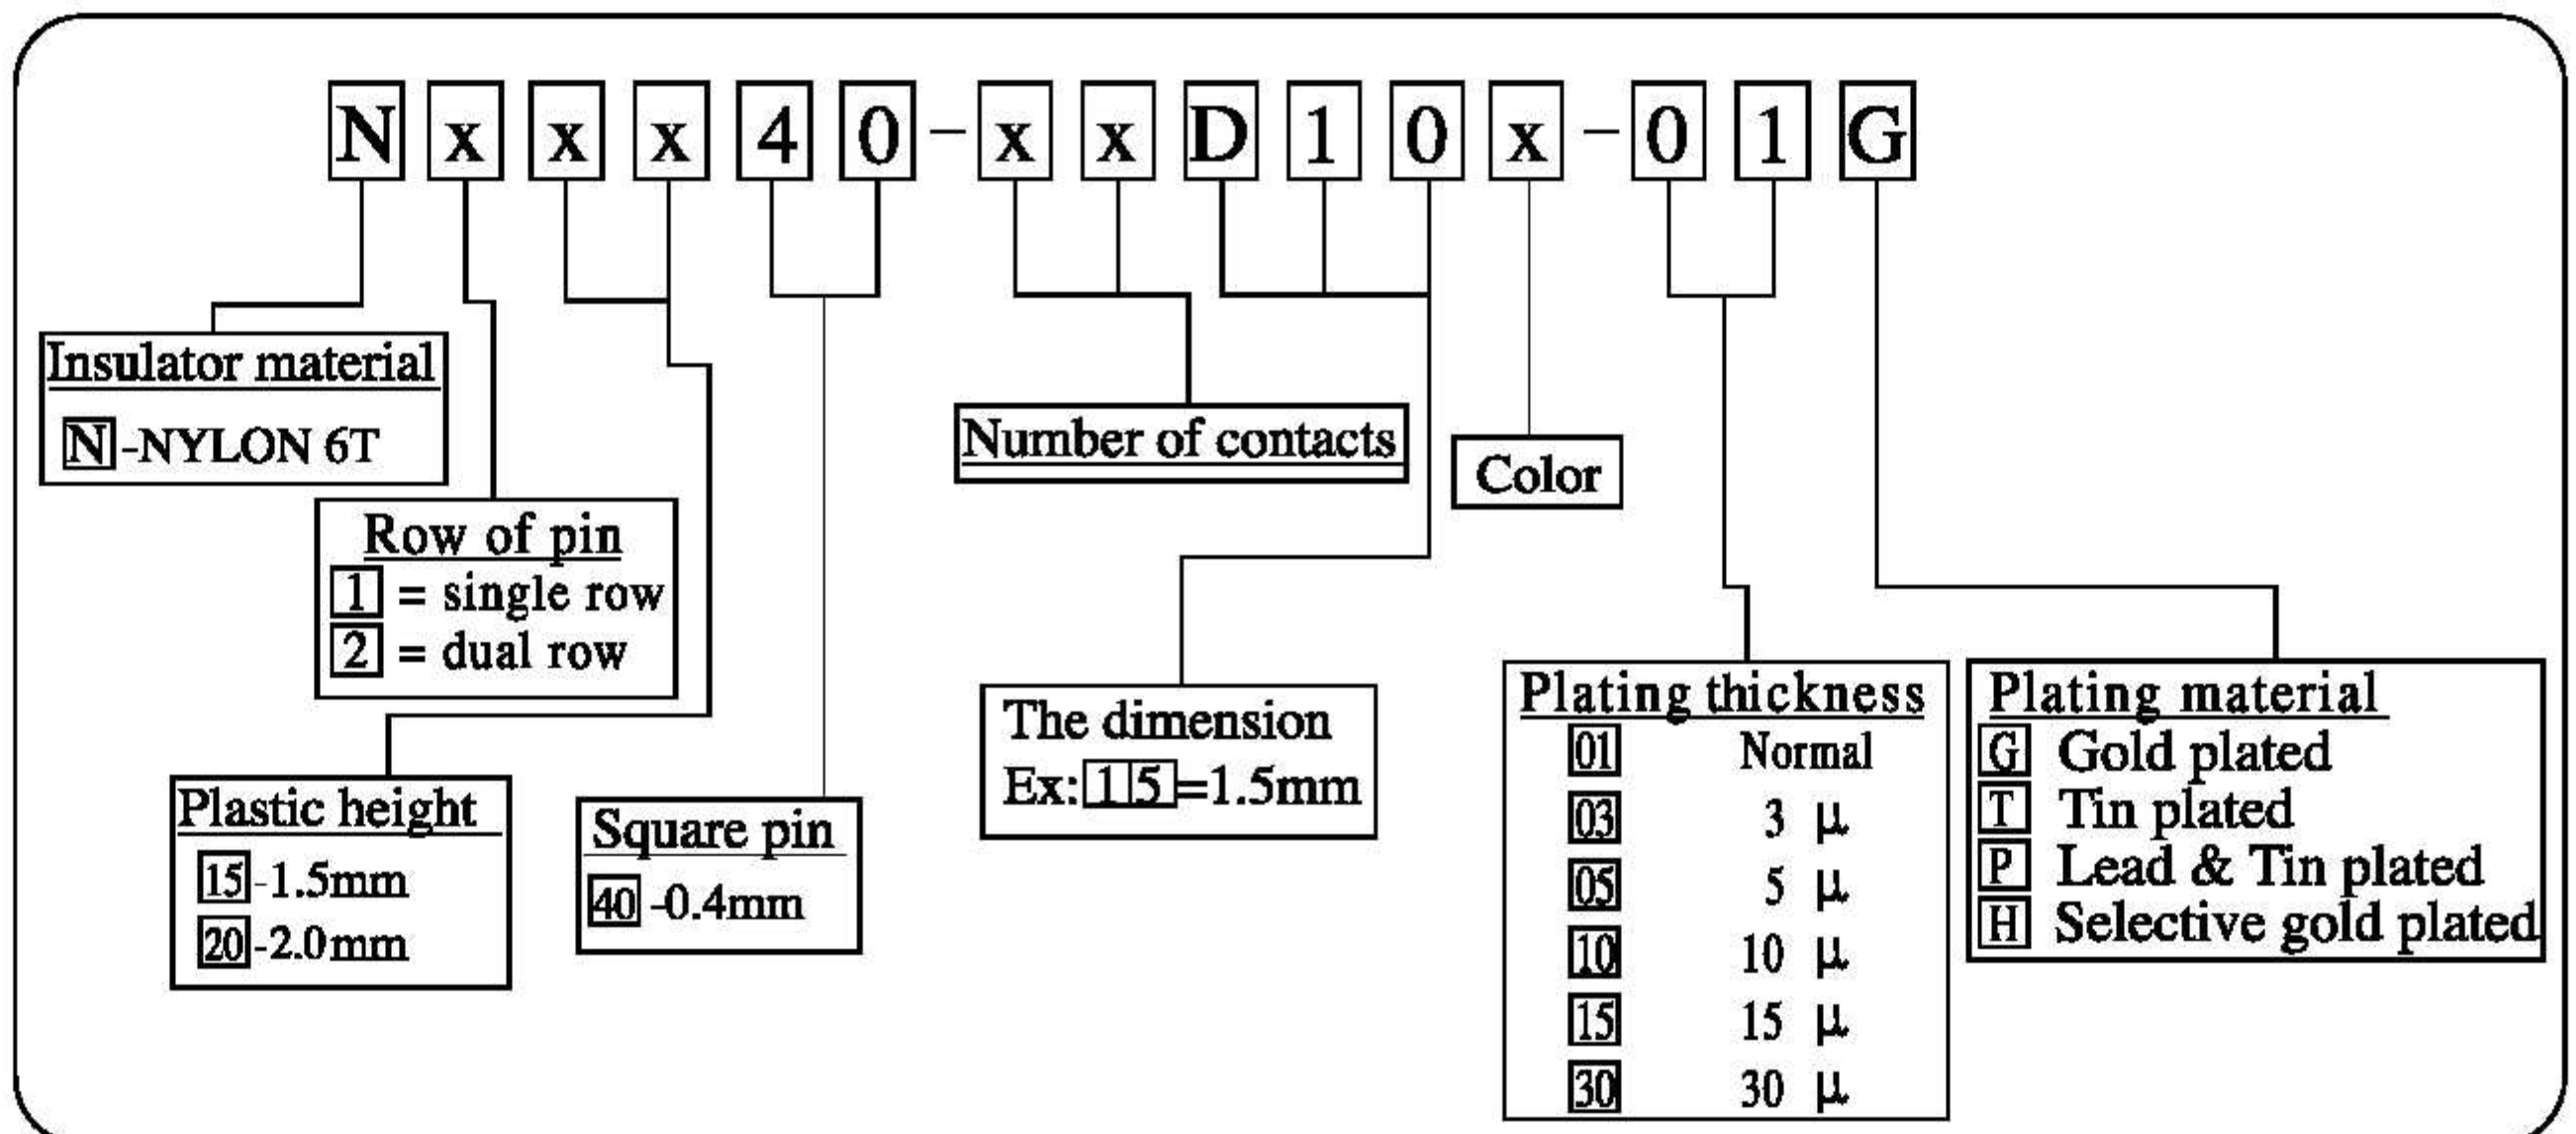 N x x x 4 0 - x x D 1 0 x - 0 1 G
Insulator material
N -NYLON 6T
Row of pin
1 = single row
2 = dual row
Plastic height
15 -1.5mm
20 -2.0mm
Square pin
40 -0.4mm
Number of contacts
The dimension
Ex: 1 5 =1.5mm
Color
Plating thickness
01 Normal
03 3 μ
05 5 μ
10 10 μ
15 15 μ
30 30 μ
Plating material
G Gold plated
T Tin plated
P Lead & Tin plated
H Selective gold plated